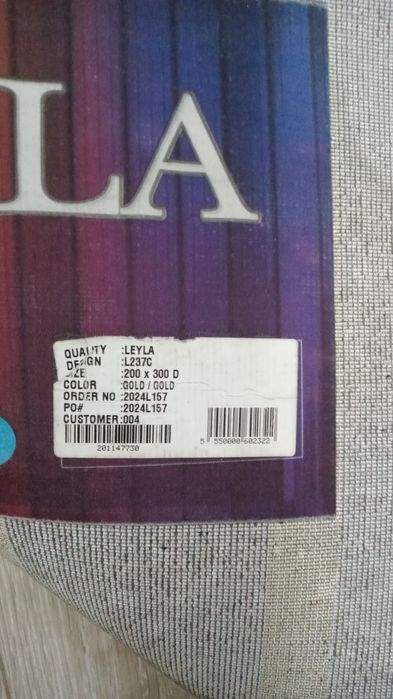 LA
QUALITY :LEYLA
DESIGN :L237C
SIZE :200 x 300 D
COLOR :GOLD / GOLD
ORDER NO :2024L157
PO# :2024L157
CUSTOMER:004
201147730
5 550000 602322